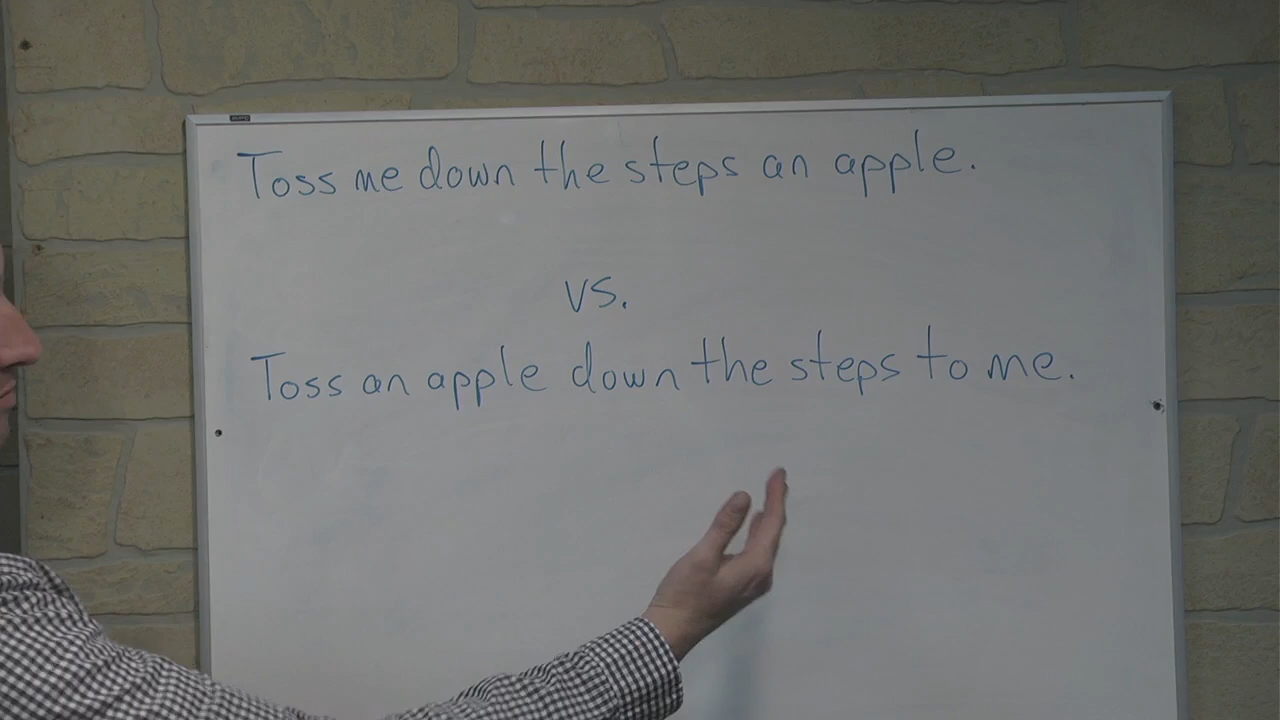 Toss me down the steps an apple.
vs.
Toss an apple down the steps to me.